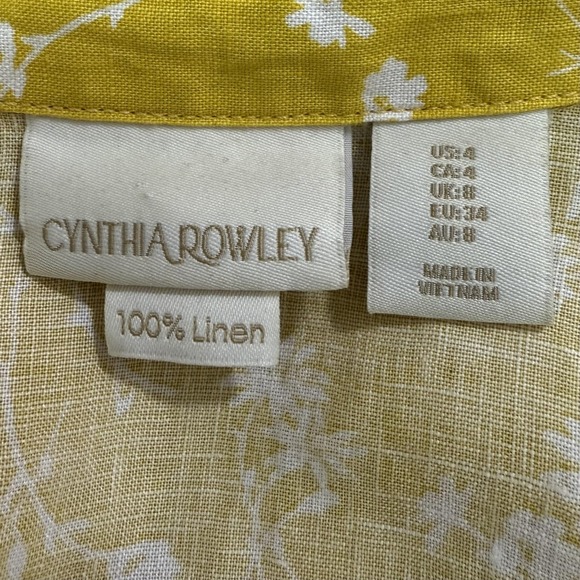 CYNTHIA ROWLEY
100% Linen
US:4
CA:4
UK:8
EU:34
AU:8
MADE IN
VIETNAM